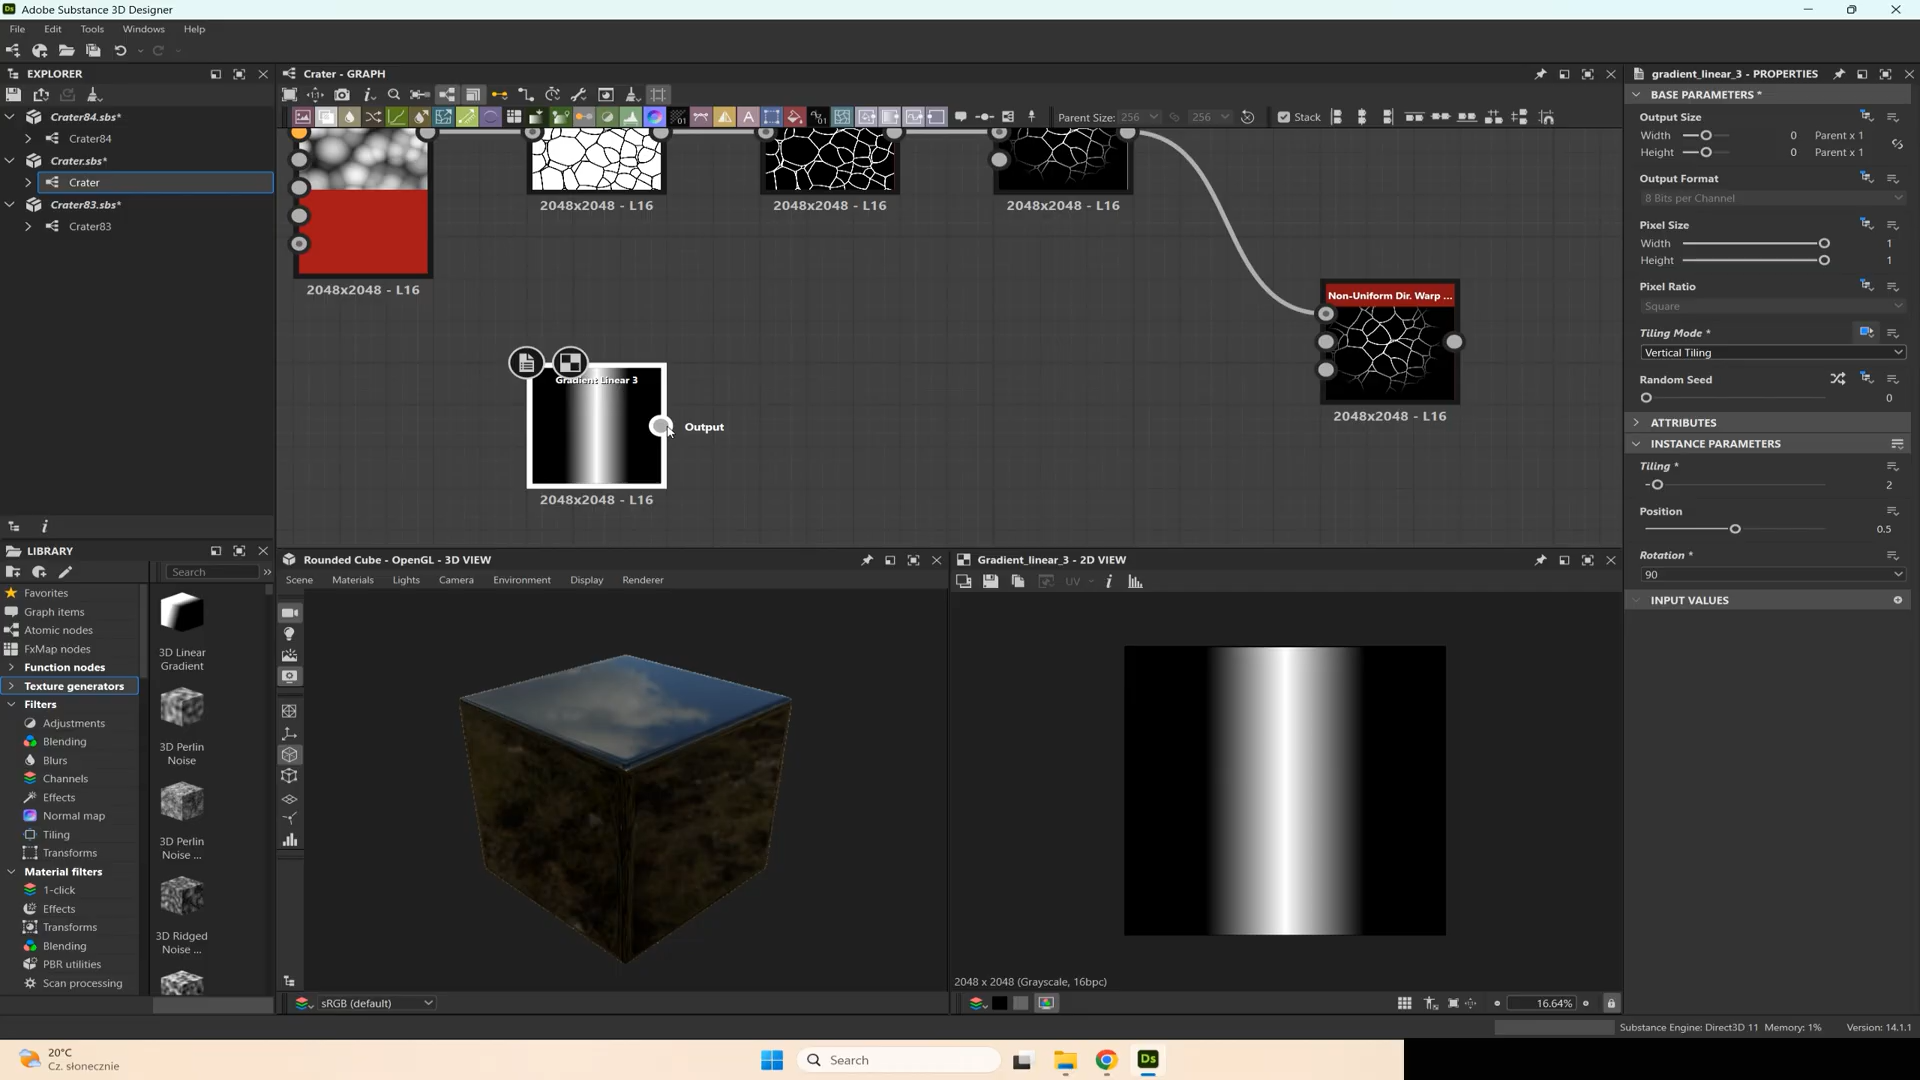 Adobe Substance 3D Designer
File Edit Tools Windows Help
EXPLORER
Crater84.sbs*
Crater84
Crater.sbs*
Crater
Crater83.sbs*
Crater83
Crater - GRAPH
Parent Size: 256 256
Stack
2048x2048 - L16
2048x2048 - L16
2048x2048 - L16
2048x2048 - L16
Non-Uniform Dir. Warp ...
2048x2048 - L16
Gradient Linear 3
Output
2048x2048 - L16
LIBRARY
Search
Favorites
Graph items
Atomic nodes
FxMap nodes
Function nodes
Texture generators
Filters
Adjustments
Blending
Blurs
Channels
Effects
Normal map
Tiling
Transforms
Material filters
1-click
Effects
Transforms
Blending
PBR utilities
Scan processing
3D Linear
Gradient
3D Perlin
Noise
3D Perlin
Noise ...
3D Ridged
Noise ...
Rounded Cube - OpenGL - 3D VIEW
Scene Materials Lights Camera Environment Display Renderer
sRGB (default)
Gradient_linear_3 - 2D VIEW
UV
2048 x 2048 (Grayscale, 16bpc)
16.64%
gradient_linear_3 - PROPERTIES
BASE PARAMETERS *
Output Size
Width 0 Parent x 1
Height 0 Parent x 1
Output Format
8 Bits per Channel
Pixel Size
Width 1
Height 1
Pixel Ratio
Square
Tiling Mode *
Vertical Tiling
Random Seed
0
ATTRIBUTES
INSTANCE PARAMETERS
Tiling *
2
Position
0.5
Rotation *
90
INPUT VALUES
Substance Engine: Direct3D 11 Memory: 1% Version: 14.1.1
20°C
Cz. słonecznie
Search
Ds